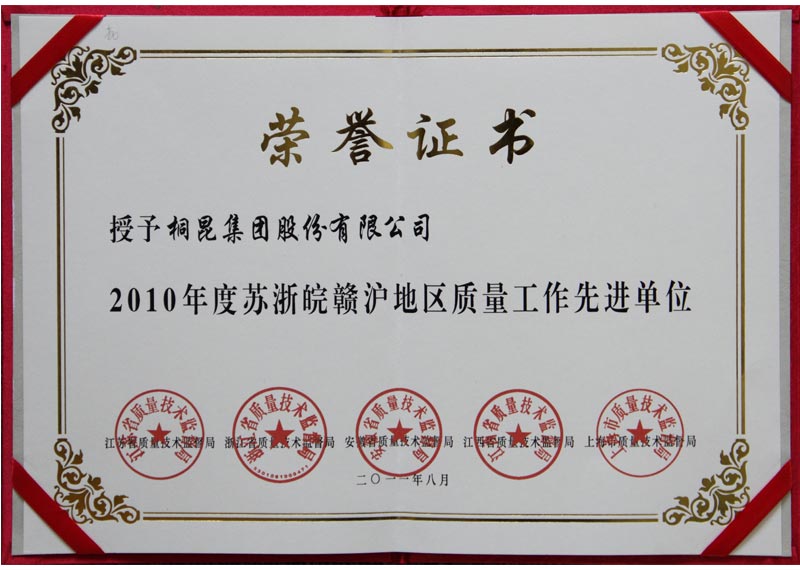 荣誉证书
授予桐昆集团股份有限公司
2010年度苏浙皖赣沪地区质量工作先进单位
江苏省质量技术监督局 浙江省质量技术监督局 安徽省质量技术监督局 江西省质量技术监督局 上海市质量技术监督局
二〇一一年八月